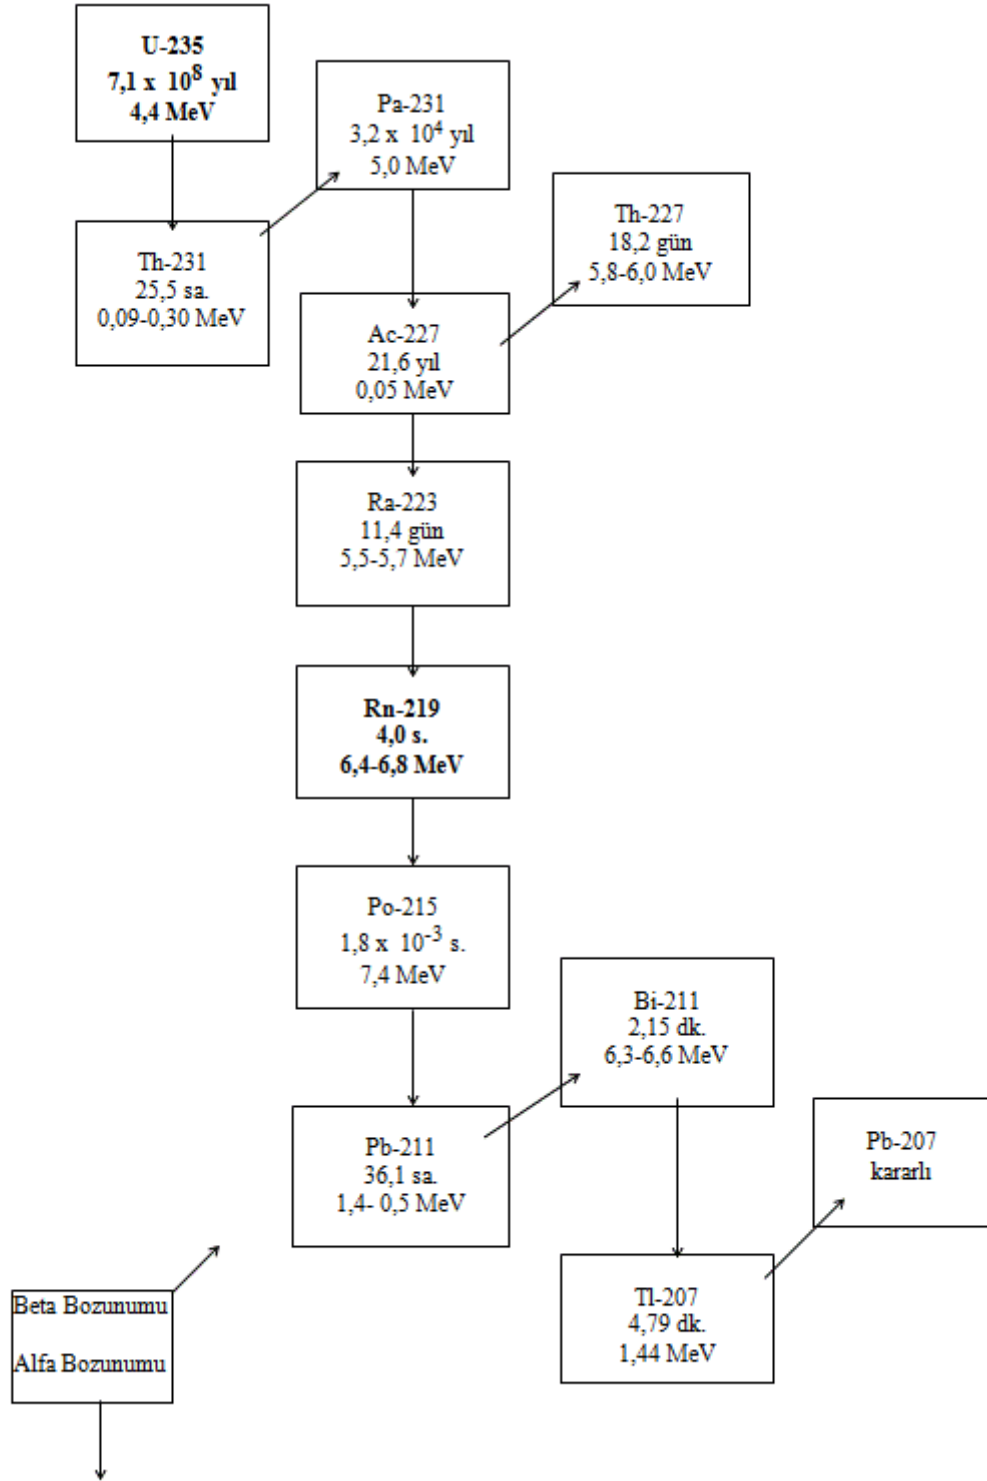 U-235
7,1 x 10⁸ yıl
4,4 MeV
Pa-231
3,2 x 10⁴ yıl
5,0 MeV
Th-227
18,2 gün
5,8-6,0 MeV
Th-231
25,5 sa.
0,09-0,30 MeV
Ac-227
21,6 yıl
0,05 MeV
Ra-223
11,4 gün
5,5-5,7 MeV
Rn-219
4,0 s.
6,4-6,8 MeV
Po-215
1,8 x 10⁻³ s.
7,4 MeV
Bi-211
2,15 dk.
6,3-6,6 MeV
Pb-211
36,1 sa.
1,4- 0,5 MeV
Pb-207
kararlı
Tl-207
4,79 dk.
1,44 MeV
Beta Bozunumu
Alfa Bozunumu